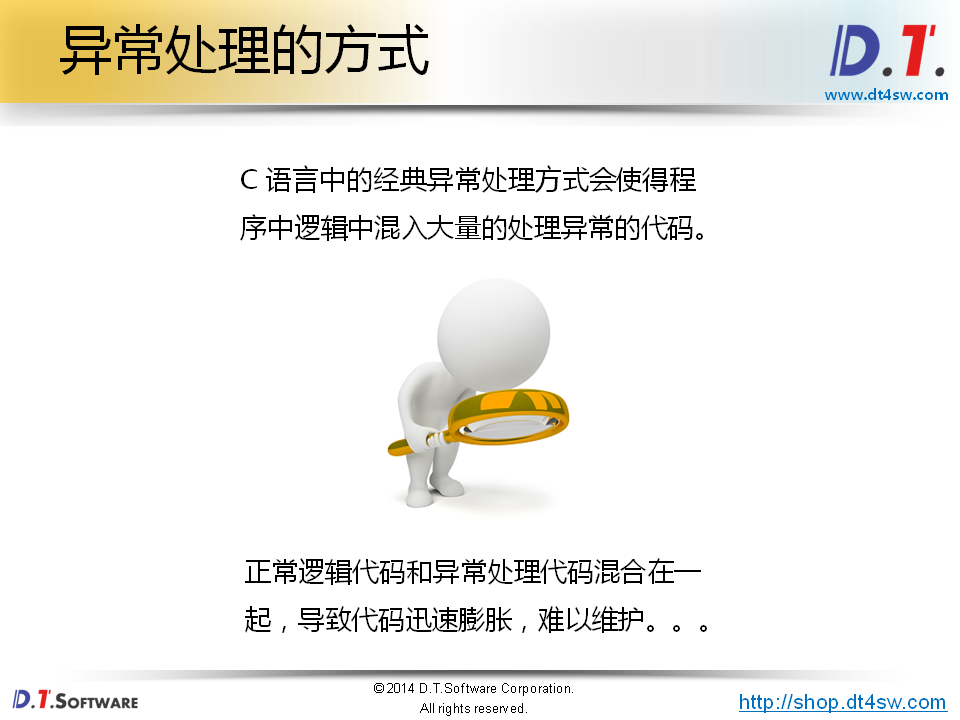 异常处理的方式
D.T.
www.dt4sw.com
C 语言中的经典异常处理方式会使得程
序中逻辑中混入大量的处理异常的代码。
正常逻辑代码和异常处理代码混合在一
起，导致代码迅速膨胀，难以维护。。。
D.T.SOFTWARE
©2014 D.T.Software Corporation.
All rights reserved.
http://shop.dt4sw.com